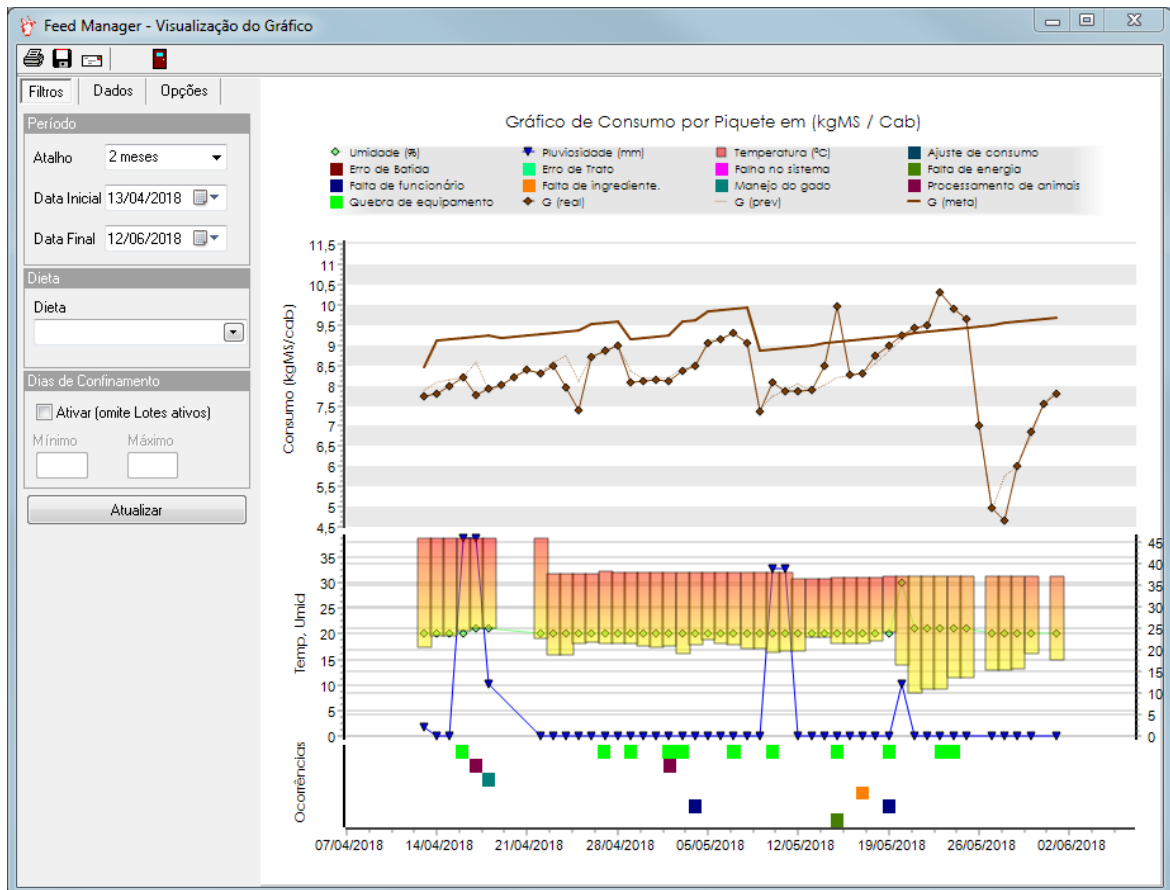 Feed Manager - Visualização do Gráfico
Filtros Dados Opções
Período
Atalho 2 meses
Data Inicial 13/04/2018
Data Final 12/06/2018
Dieta
Dieta
Dias de Confinamento
Ativar (omite Lotes ativos)
Mínimo Máximo
Atualizar
Gráfico de Consumo por Piquete em (kgMS / Cab)
Umidade (%) Pluviosidade (mm) Temperatura (ºC) Ajuste de consumo
Erro de Batida Erro de Trato Falha no sistema Falta de energia
Falta de funcionário Falta de ingrediente. Manejo do gado Processamento de animais
Quebra de equipamento G (real) G (prev) G (meta)
Consumo (kgMS/cab)
11,5
11
10,5
10
9,5
9
8,5
8
7,5
7
6,5
6
5,5
5
4,5
Temp, Umid
35
30
25
20
15
10
5
0
45
40
35
30
25
20
15
10
5
0
Ocorrências
07/04/2018 14/04/2018 21/04/2018 28/04/2018 05/05/2018 12/05/2018 19/05/2018 26/05/2018 02/06/2018